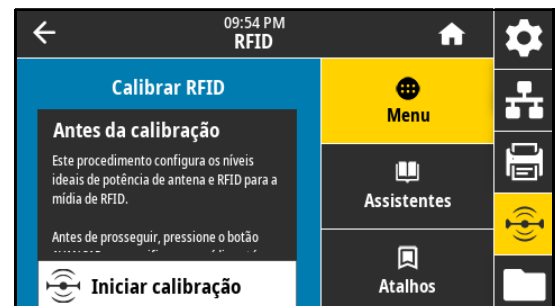 09:54 PM
RFID
Calibrar RFID
Antes da calibração
Este procedimento configura os níveis
ideais de potência de antena e RFID para a
mídia de RFID.
Antes de prosseguir, pressione o botão
Iniciar calibração
Menu
Assistentes
Atalhos